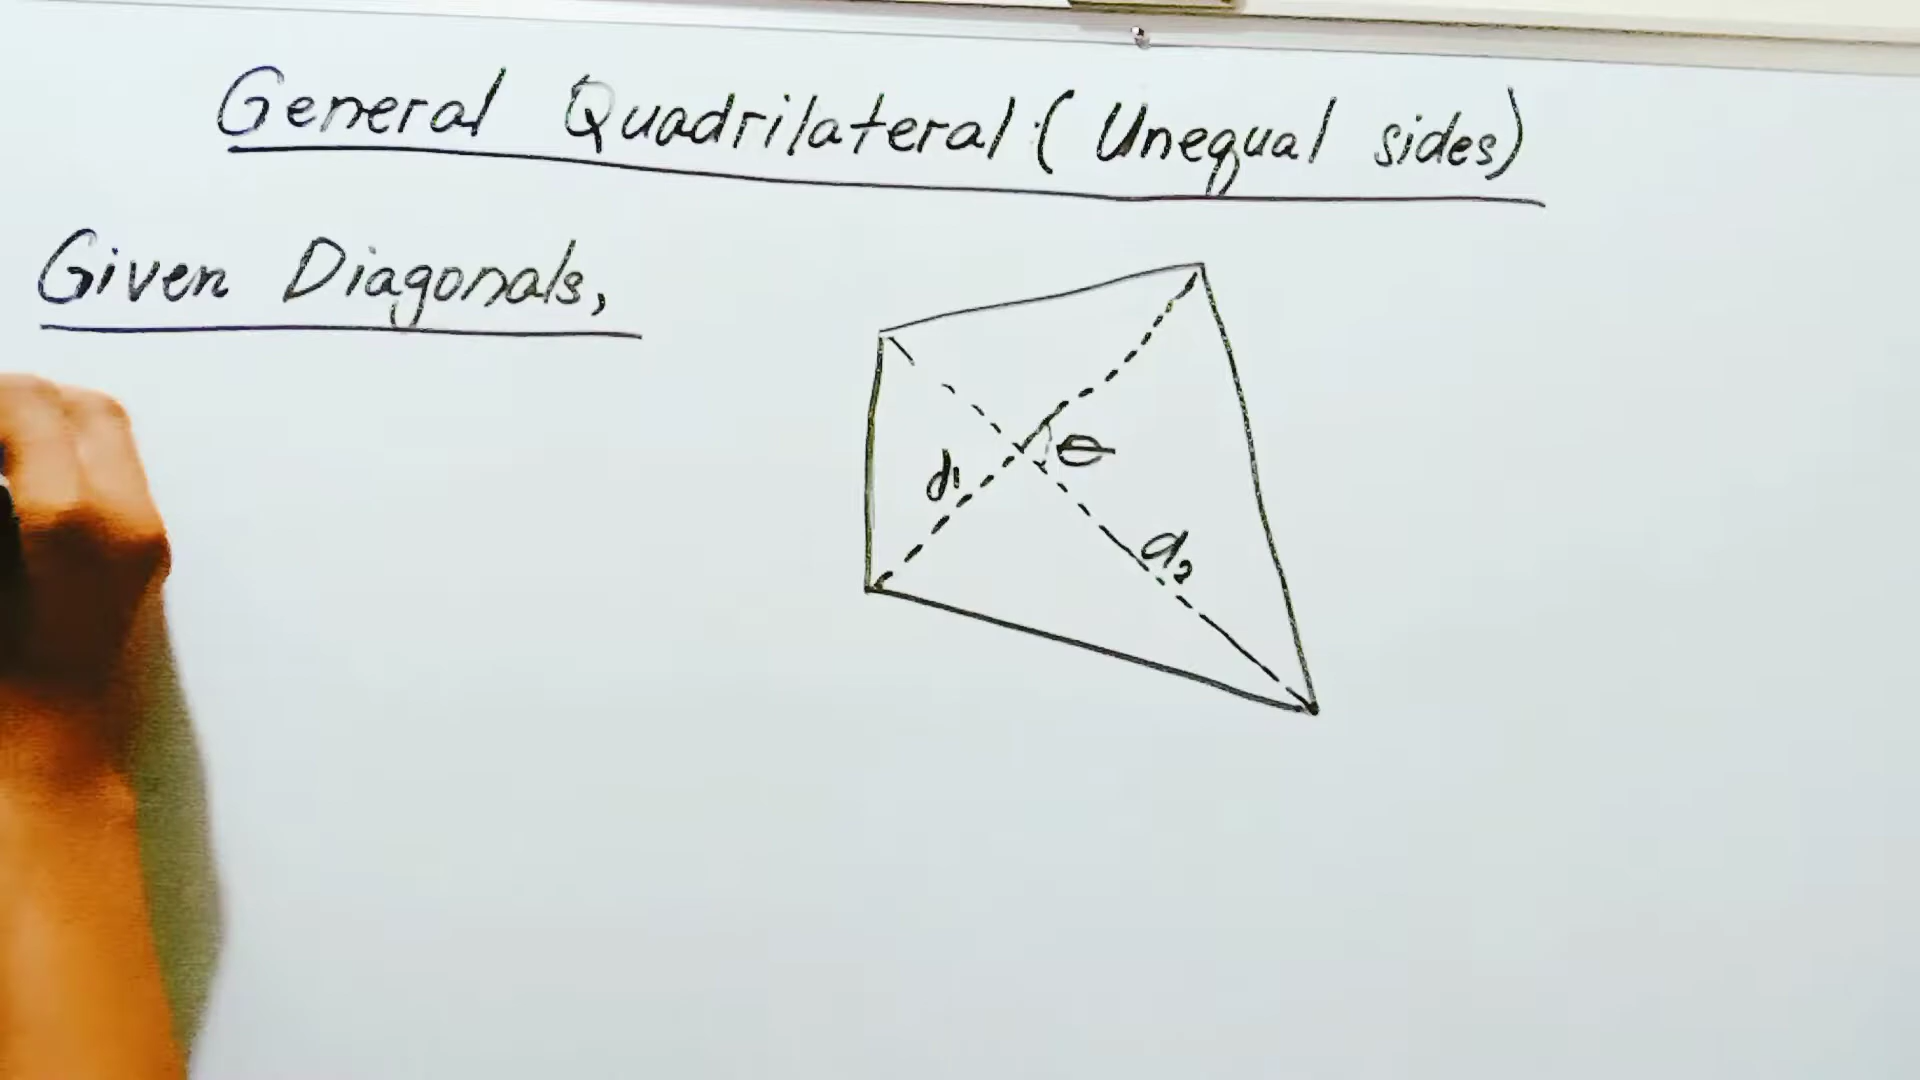 General Quadrilateral (Unequal sides)
Given Diagonals,
θ
d1
d2